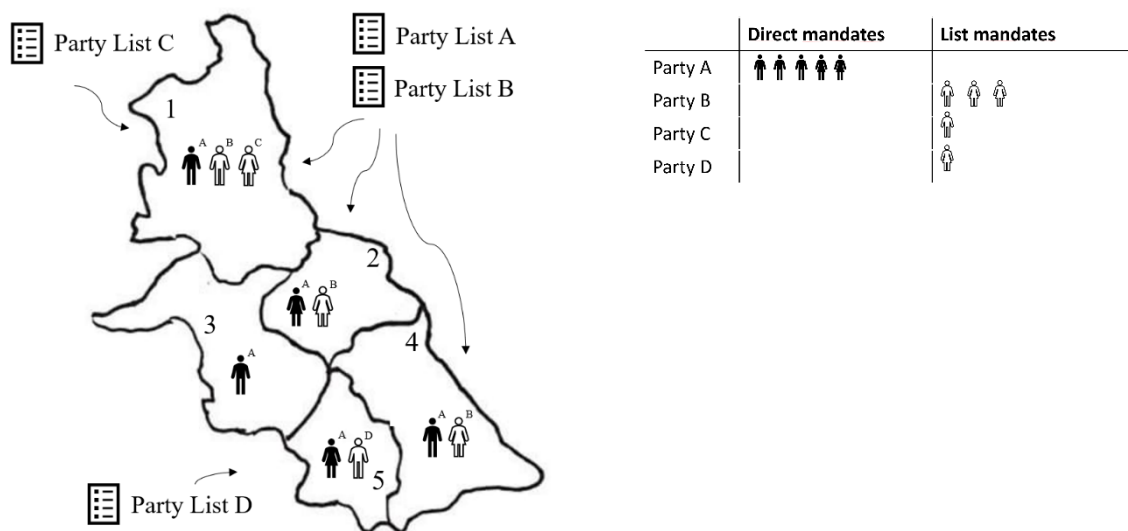 Party List C
Party List A
Party List B
1
A B C
2
A B
3
A
4
A B
A D
5
Party List D
Direct mandates List mandates
Party A
Party B
Party C
Party D